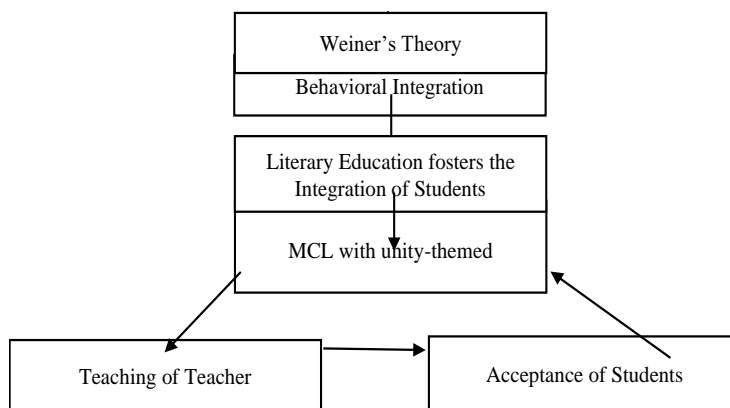 Weiner’s Theory
Behavioral Integration
Literary Education fosters the
Integration of Students
MCL with unity-themed
Teaching of Teacher
Acceptance of Students